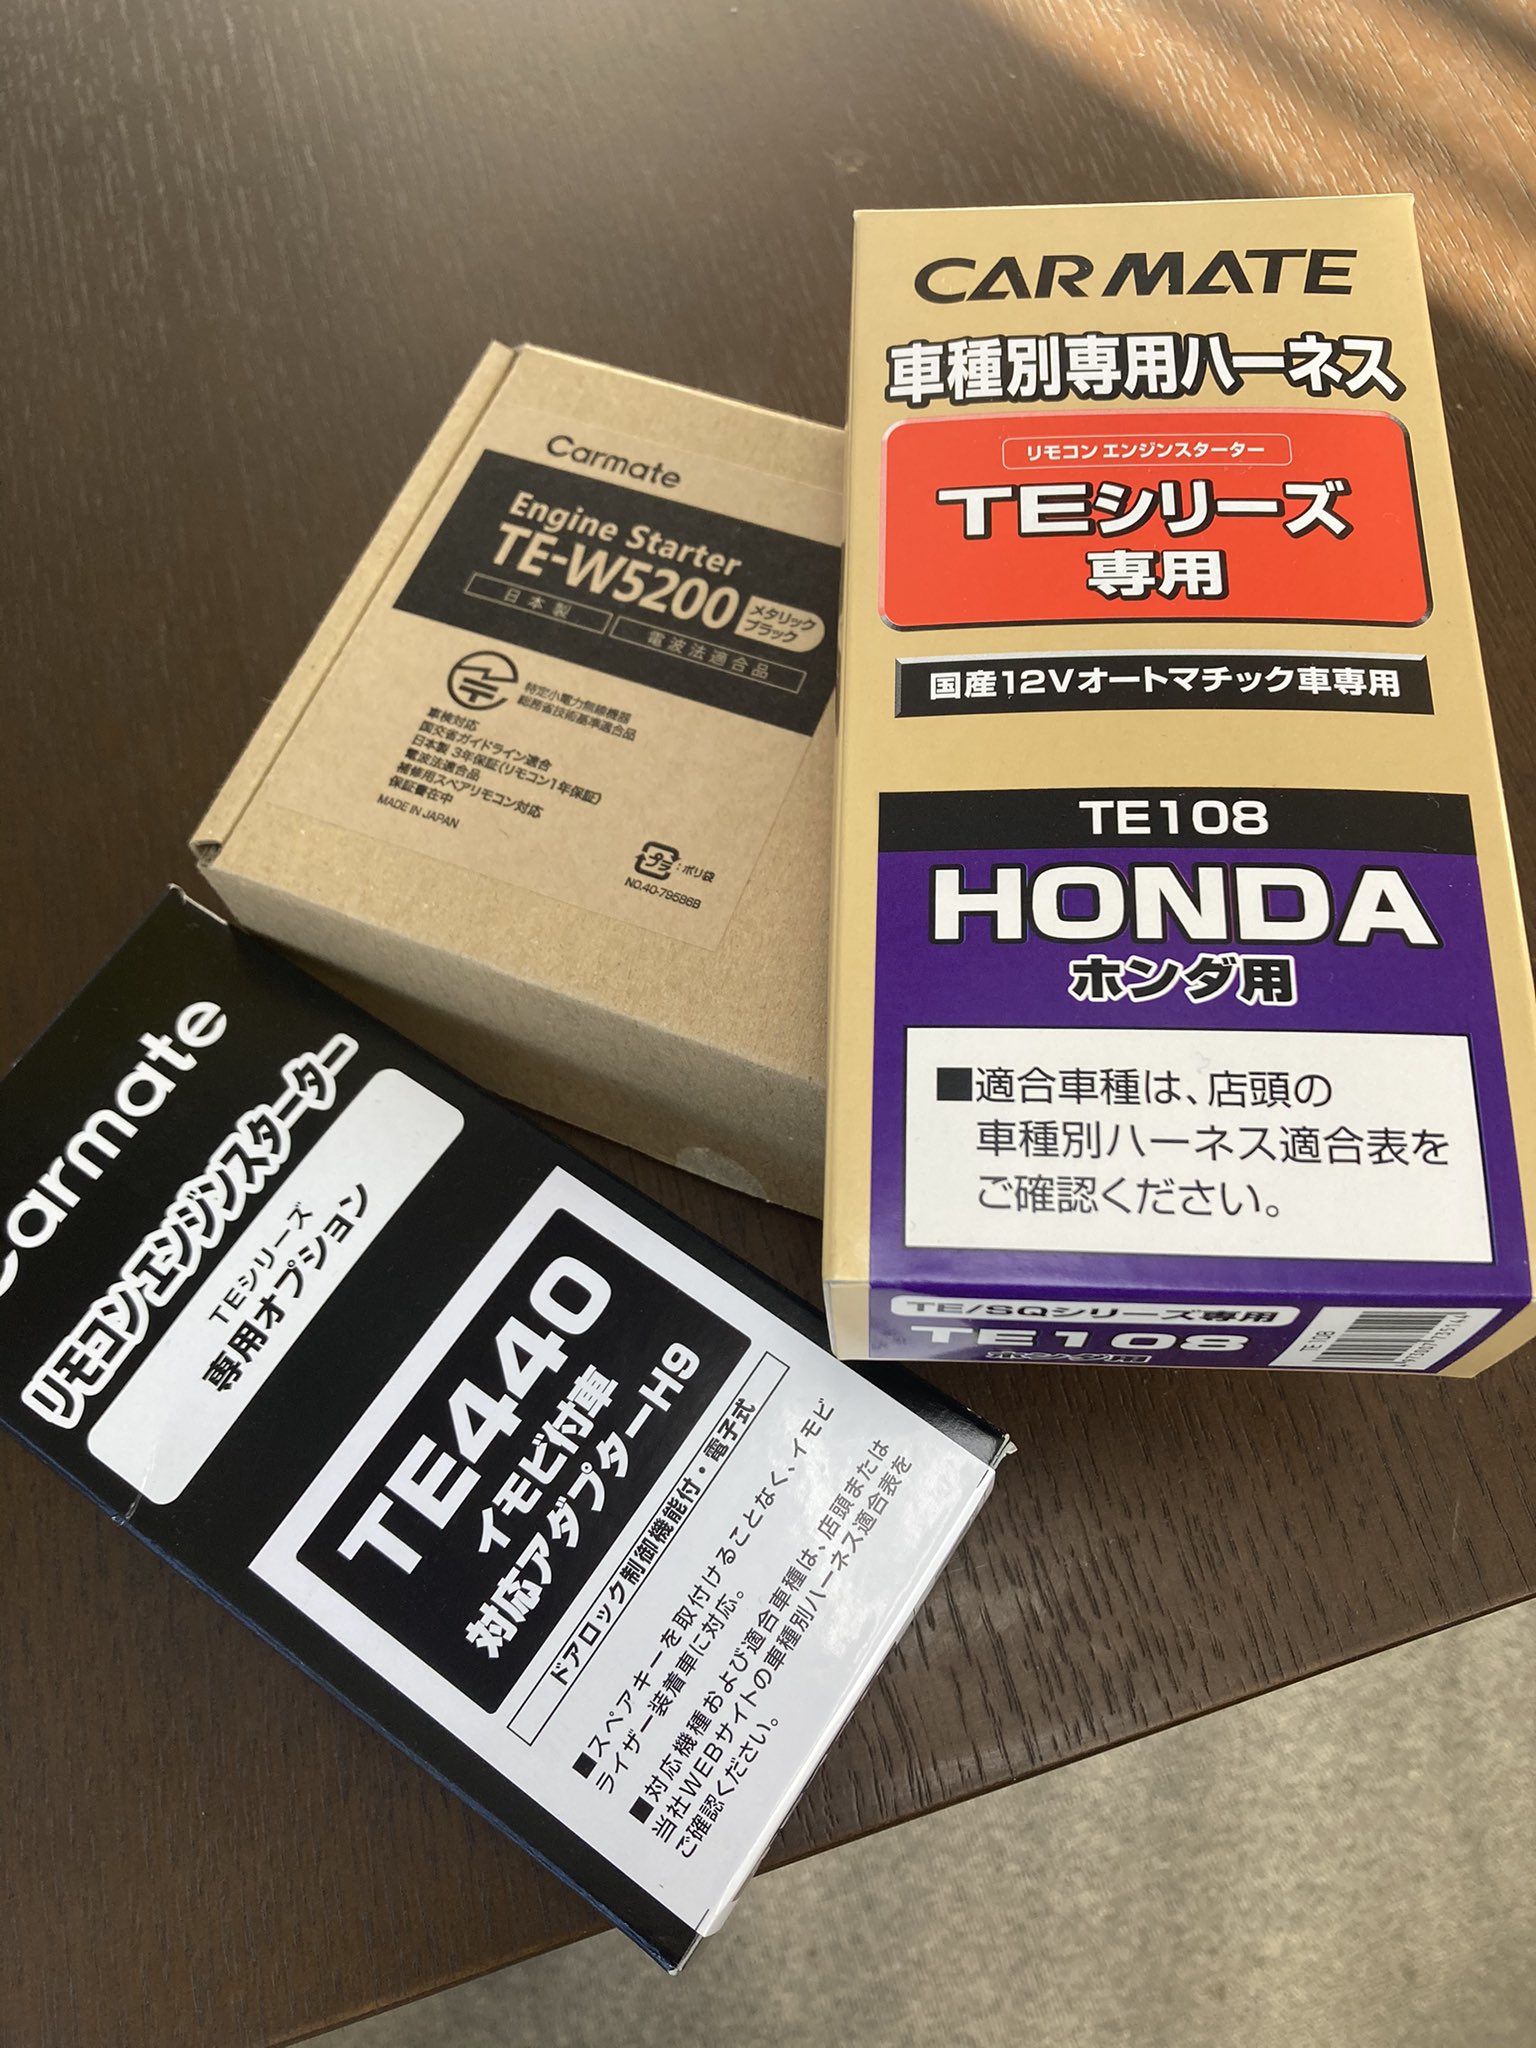 CARMATE
車種別専用ハーネス
リモコン エンジンスターター
TEシリーズ
専用
国産12Vオートマチック車専用
TE108
HONDA
ホンダ用
■適合車種は、店頭の
車種別ハーネス適合表を
ご確認ください。
TE/SQシリーズ専用
TE108
ホンダ用
TE108
Carmate
Engine Starter
TE-W5200
メタリック
ブラック
日本製
電波法適合品
特定小電力無線機器
総務省技術基準適合品
車検対応
国交省ガイドライン適合
日本製 3年保証(リモコン1年保証)
電波法適合品
補修用スペアリモコン対応
保証書在中
MADE IN JAPAN
プラ
:ポリ袋
NO.40-79586B
Carmate
リモコンエンジンスターター
TEシリーズ
専用オプション
TE440
イモビ付車
対応アダプターH9
ドアロック制御機能付・電子式
■スペアキーを取付けることなく、イモビ
ライザー装着車に対応。
■対応機種および適合車種は、店頭または
当社WEBサイトの車種別ハーネス適合表を
ご確認ください。